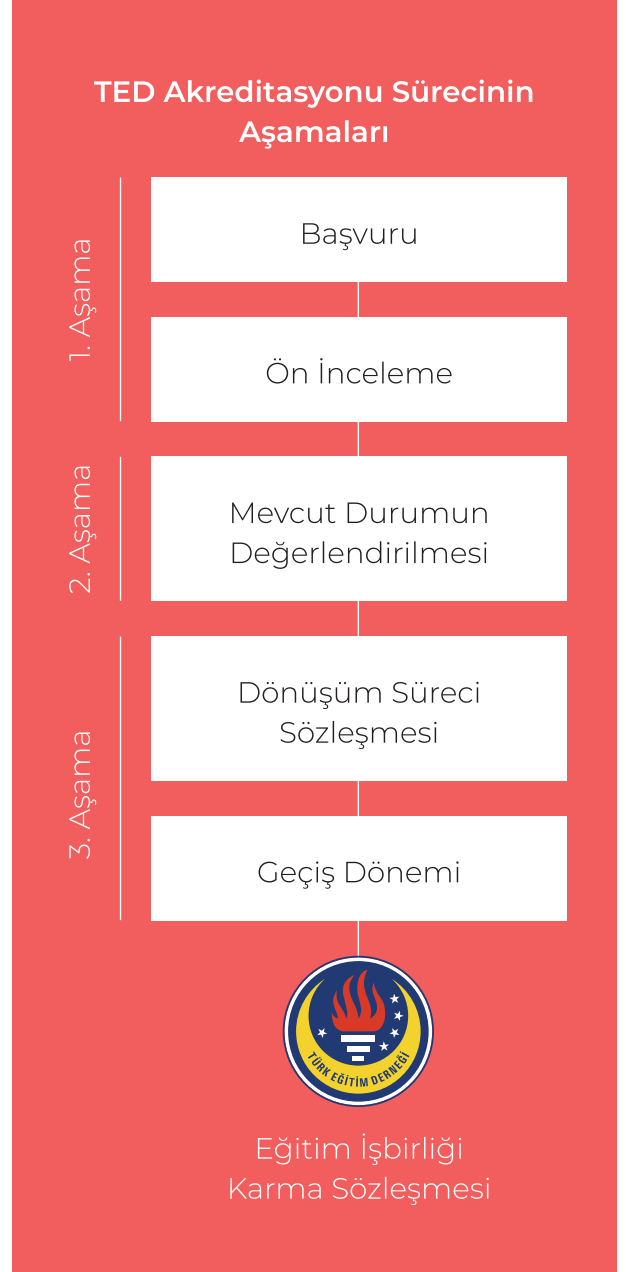 TED Akreditasyonu Sürecinin
Aşamaları
1. Aşama
Başvuru
Ön İnceleme
2. Aşama
Mevcut Durumun
Değerlendirilmesi
3. Aşama
Dönüşüm Süreci
Sözleşmesi
Geçiş Dönemi
TÜRK EĞİTİM DERNEĞİ
Eğitim İşbirliği
Karma Sözleşmesi